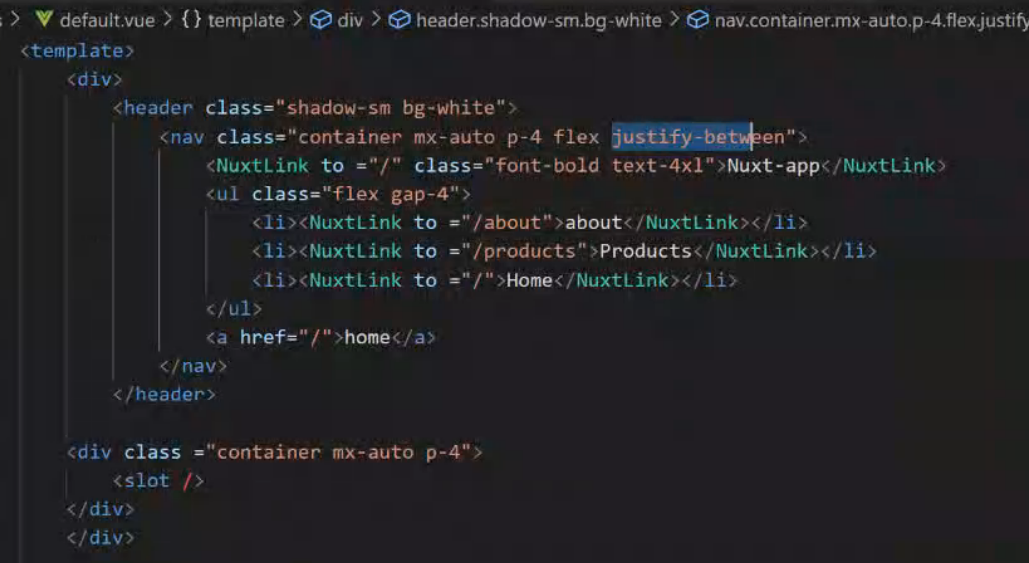 s > default.vue > {} template > div > header.shadow-sm.bg-white > nav.container.mx-auto.p-4.flex.justify
<template>
    <div>
        <header class="shadow-sm bg-white">
            <nav class="container mx-auto p-4 flex justify-between">
                <NuxtLink to ="/" class="font-bold text-4xl">Nuxt-app</NuxtLink>
                <ul class="flex gap-4">
                    <li><NuxtLink to ="/about">about</NuxtLink></li>
                    <li><NuxtLink to ="/products">Products</NuxtLink></li>
                    <li><NuxtLink to ="/">Home</NuxtLink></li>
                </ul>
                <a href="/">home</a>
            </nav>
        </header>
    <div class ="container mx-auto p-4">
        <slot />
    </div>
    </div>